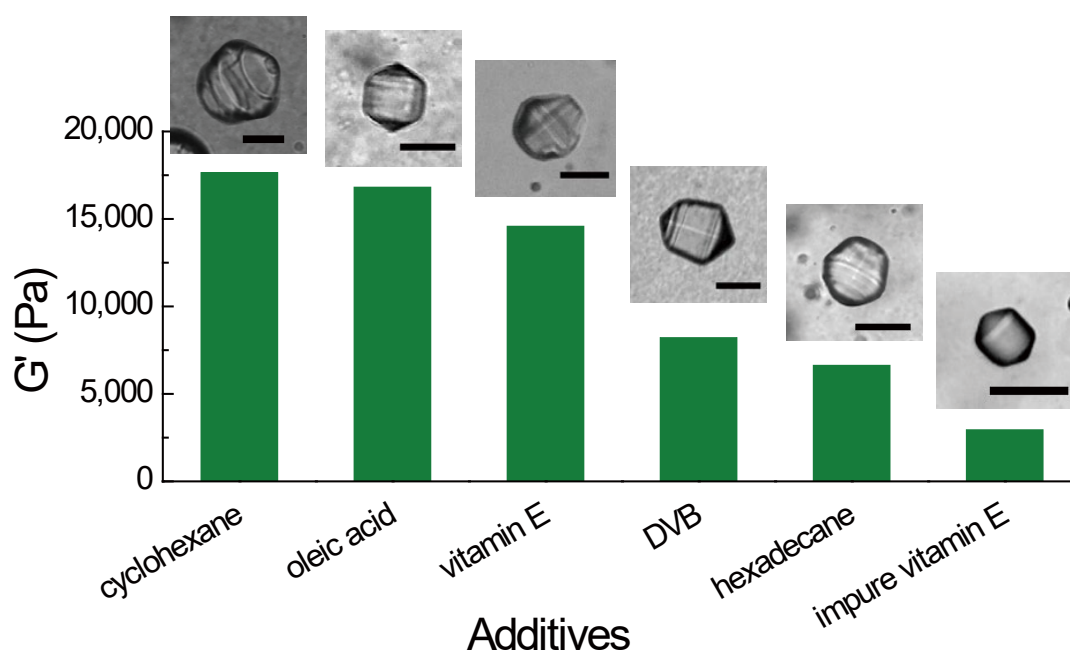 20,000
15,000
10,000
5,000
0
G' (Pa)
cyclohexane
oleic acid
vitamin E
DVB
hexadecane
impure vitamin E
Additives